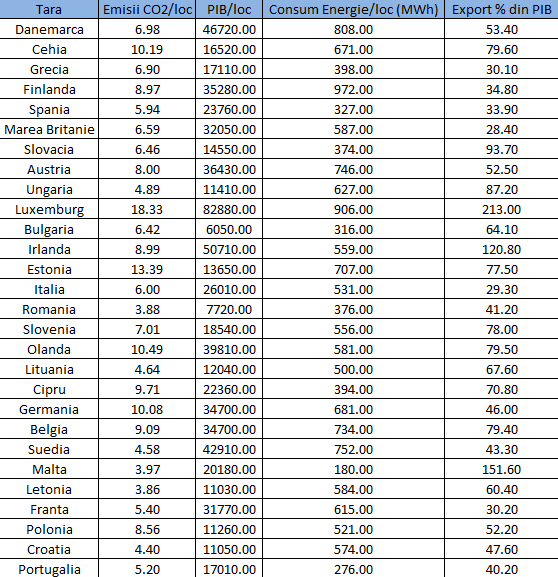 Tara Emisii CO2/loc PIB/loc Consum Energie/loc (MWh) Export % din PIB
Danemarca 6.98 46720.00 808.00 53.40
Cehia 10.19 16520.00 671.00 79.60
Grecia 6.90 17110.00 398.00 30.10
Finlanda 8.97 35280.00 972.00 34.80
Spania 5.94 23760.00 327.00 33.90
Marea Britanie 6.59 32050.00 587.00 28.40
Slovacia 6.46 14550.00 374.00 93.70
Austria 8.00 36430.00 746.00 52.50
Ungaria 4.89 11410.00 627.00 87.20
Luxemburg 18.33 82880.00 906.00 213.00
Bulgaria 6.42 6050.00 316.00 64.10
Irlanda 8.99 50710.00 559.00 120.80
Estonia 13.39 13650.00 707.00 77.50
Italia 6.00 26010.00 531.00 29.30
Romania 3.88 7720.00 376.00 41.20
Slovenia 7.01 18540.00 556.00 78.00
Olanda 10.49 39810.00 581.00 79.50
Lituania 4.64 12040.00 500.00 67.60
Cipru 9.71 22360.00 394.00 70.80
Germania 10.08 34700.00 681.00 46.00
Belgia 9.09 34700.00 734.00 79.40
Suedia 4.58 42910.00 752.00 43.30
Malta 3.97 20180.00 180.00 151.60
Letonia 3.86 11030.00 584.00 60.40
Franta 5.40 31770.00 615.00 30.20
Polonia 8.56 11260.00 521.00 52.20
Croatia 4.40 11050.00 574.00 47.60
Portugalia 5.20 17010.00 276.00 40.20